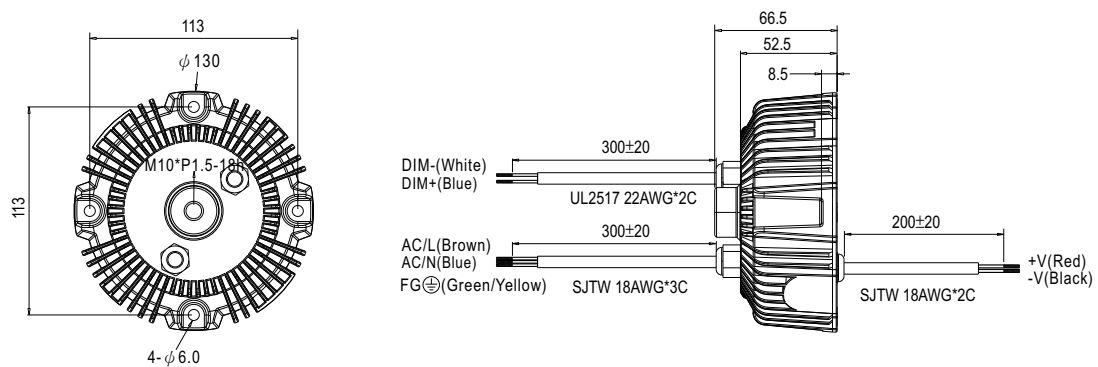 113
φ130
M10*P1.5-18h
113
4-φ6.0
66.5
52.5
8.5
300±20
DIM-(White)
DIM+(Blue)
UL2517 22AWG*2C
300±20
AC/L(Brown)
AC/N(Blue)
FG(Green/Yellow)
SJTW 18AWG*3C
200±20
+V(Red)
-V(Black)
SJTW 18AWG*2C